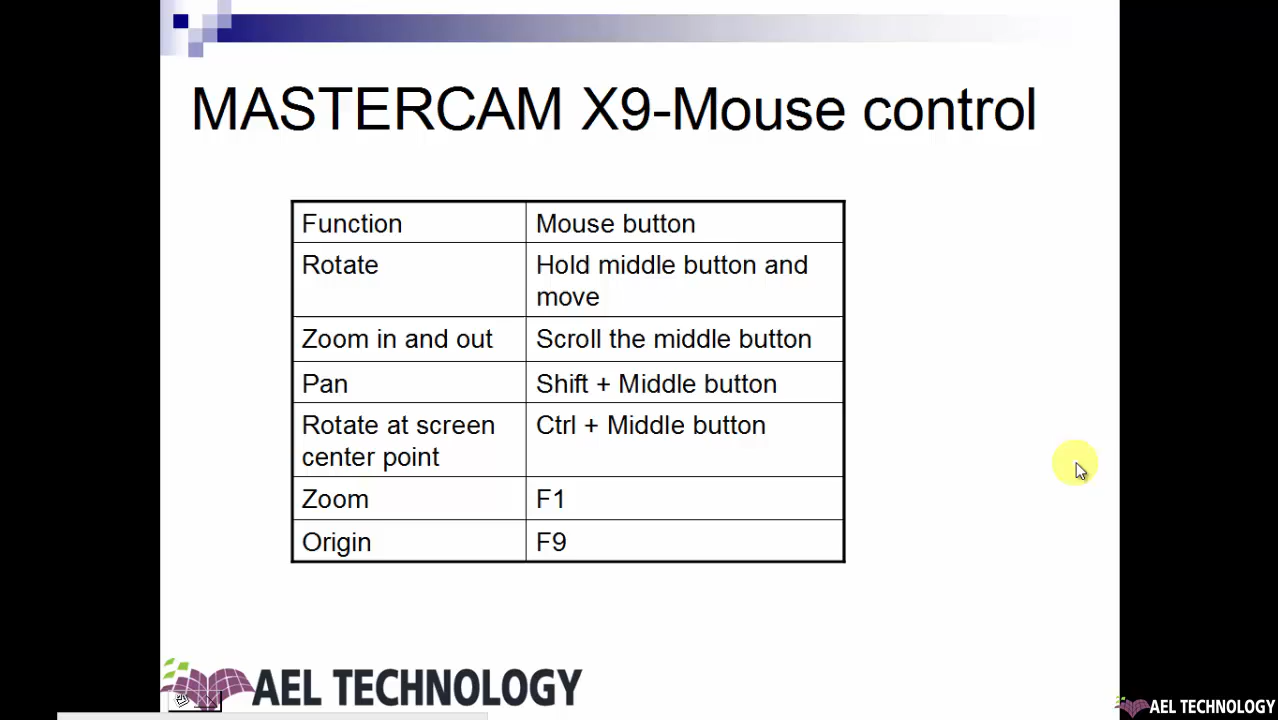 MASTERCAM X9-Mouse control
Function Mouse button
Rotate Hold middle button and
move
Zoom in and out Scroll the middle button
Pan Shift + Middle button
Rotate at screen Ctrl + Middle button
center point
Zoom F1
Origin F9
AEL TECHNOLOGY
AEL TECHNOLOGY